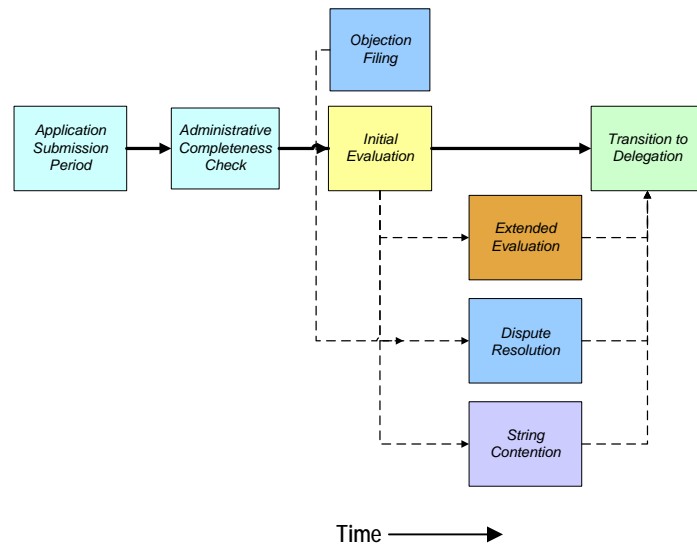 Objection
Filing
Application
Submission
Period
Administrative
Completeness
Check
Initial
Evaluation
Transition to
Delegation
Extended
Evaluation
Dispute
Resolution
String
Contention
Time